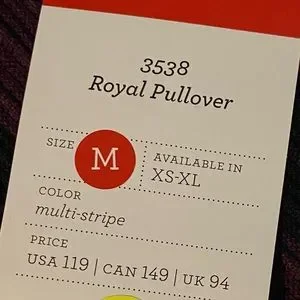 3538
Royal Pullover
SIZE
M
AVAILABLE IN
XS-XL
COLOR
multi-stripe
PRICE
USA 119 | CAN 149 | UK 94